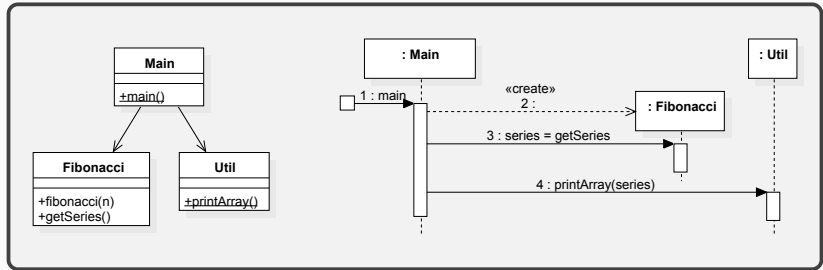 Main
+main()
Fibonacci
+fibonacci(n)
+getSeries()
Util
+printArray()
: Main
: Util
1 : main
«create»
2 :
: Fibonacci
3 : series = getSeries
4 : printArray(series)